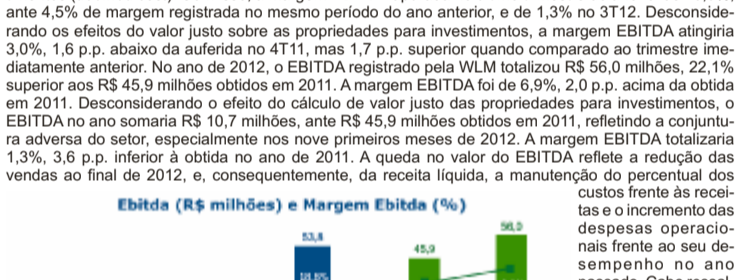 ante 4,5% de margem registrada no mesmo período do ano anterior, e de 1,3% no 3T12. Desconside-
rando os efeitos do valor justo sobre as propriedades para investimentos, a margem EBITDA atingiria
3,0%, 1,6 p.p. abaixo da auferida no 4T11, mas 1,7 p.p. superior quando comparado ao trimestre ime-
diatamente anterior. No ano de 2012, o EBITDA registrado pela WLM totalizou R$ 56,0 milhões, 22,1%
superior aos R$ 45,9 milhões obtidos em 2011. A margem EBITDA foi de 6,9%, 2,0 p.p. acima da obtida
em 2011. Desconsiderando o efeito do cálculo de valor justo das propriedades para investimentos, o
EBITDA no ano somaria R$ 10,7 milhões, ante R$ 45,9 milhões obtidos em 2011, refletindo a conjuntu-
ra adversa do setor, especialmente nos nove primeiros meses de 2012. A margem EBITDA totalizaria
1,3%, 3,6 p.p. inferior à obtida no ano de 2011. A queda no valor do EBITDA reflete a redução das
vendas ao final de 2012, e, consequentemente, da receita líquida, a manutenção do percentual dos
custos frente às recei-
tas e o incremento das
despesas operacio-
nais frente ao seu de-
sempenho no ano
Ebitda (R$ milhões) e Margem Ebitda (%)
53,8
45,9
56,0